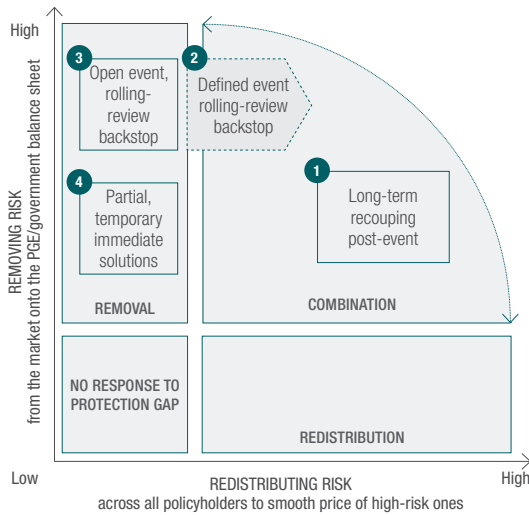 High
REMOVING RISK
from the market onto the PGE/government balance sheet
3
Open event,
rolling-
review
backstop
2
Defined event
rolling-review
backstop
4
Partial,
temporary
immediate
solutions
1
Long-term
recouping
post-event
REMOVAL
COMBINATION
NO RESPONSE TO
PROTECTION GAP
REDISTRIBUTION
Low
REDISTRIBUTING RISK
High
across all policyholders to smooth price of high-risk ones